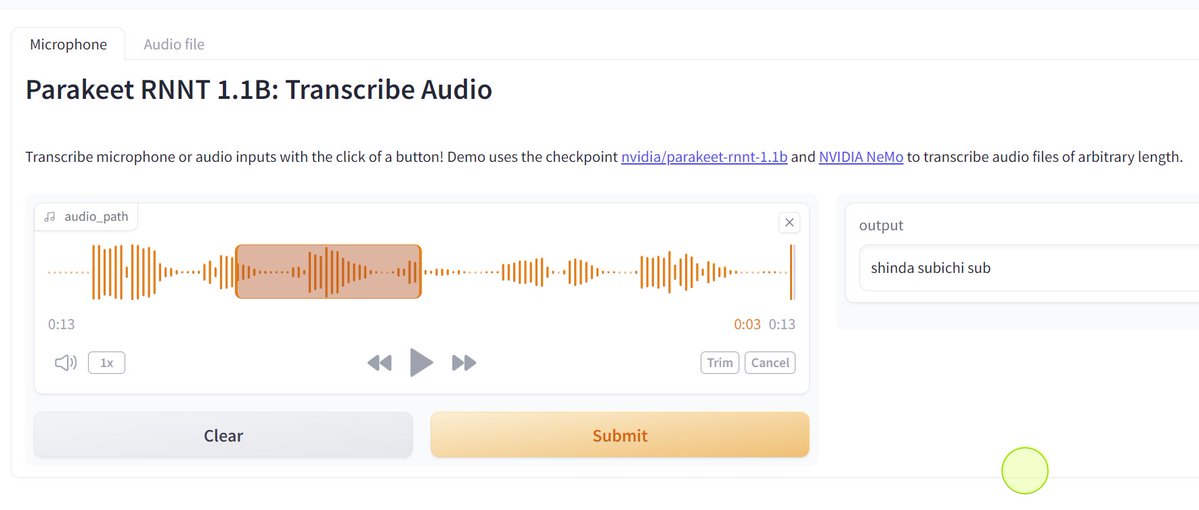 Microphone
Audio file
Parakeet RNNT 1.1B: Transcribe Audio
Transcribe microphone or audio inputs with the click of a button! Demo uses the checkpoint nvidia/parakeet-rnnt-1.1b and NVIDIA NeMo to transcribe audio files of arbitrary length.
audio_path
0:13
0:03 0:13
1x
Trim
Cancel
Clear
Submit
output
shinda subichi sub